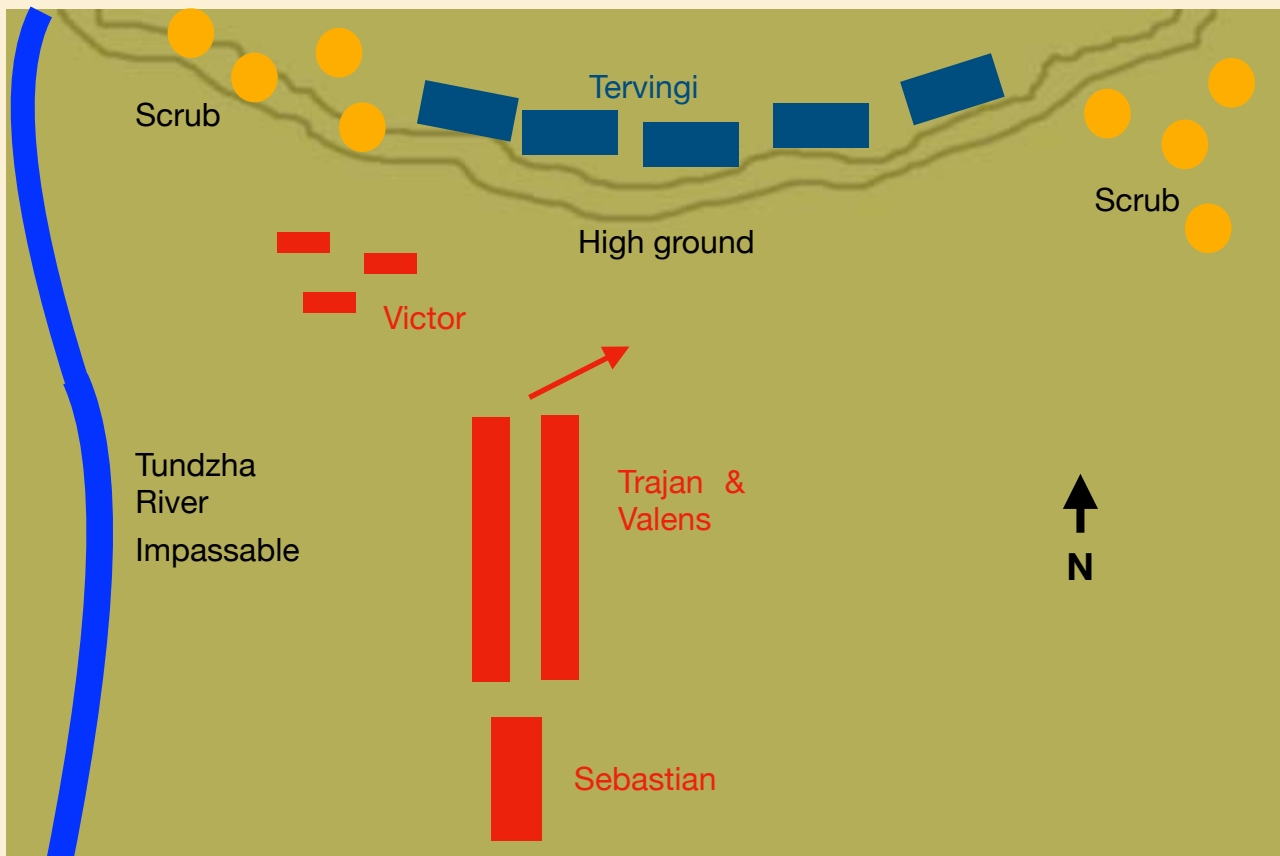 Tervingi
Scrub
Scrub
High ground
Victor
Tundzha
River
Impassable
Trajan &
Valens
N
Sebastian